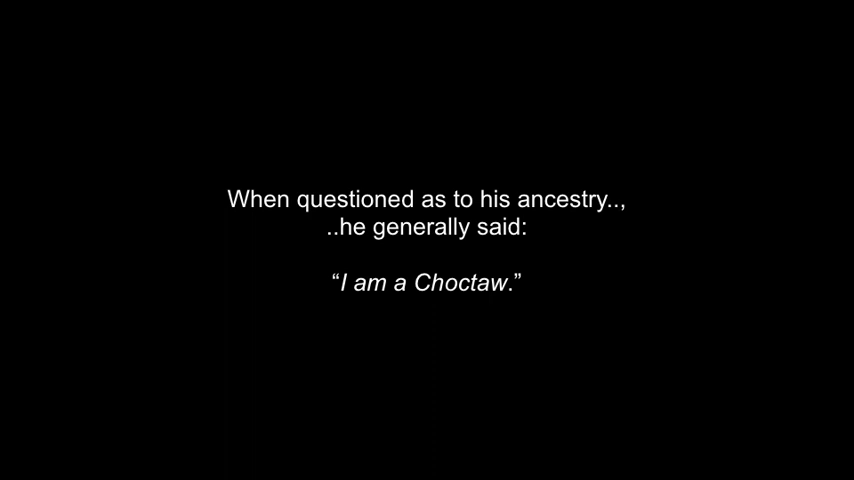 When questioned as to his ancestry..,
..he generally said:
“I am a Choctaw.”